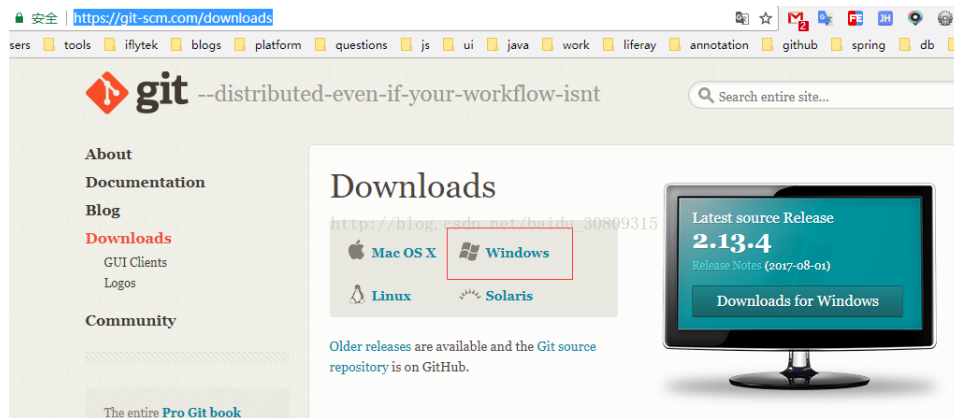 安全 https://git-scm.com/downloads
sers tools iflytek blogs platform questions js ui java work liferay annotation github spring db
git --distributed-even-if-your-workflow-isnt
Search entire site...
About
Documentation
Blog
Downloads
GUI Clients
Logos
Community
The entire Pro Git book
Downloads
http://blog.csdn.net/baidu_30809315
Mac OS X Windows
Linux Solaris
Older releases are available and the Git source
repository is on GitHub.
Latest source Release
2.13.4
Release Notes (2017-08-01)
Downloads for Windows